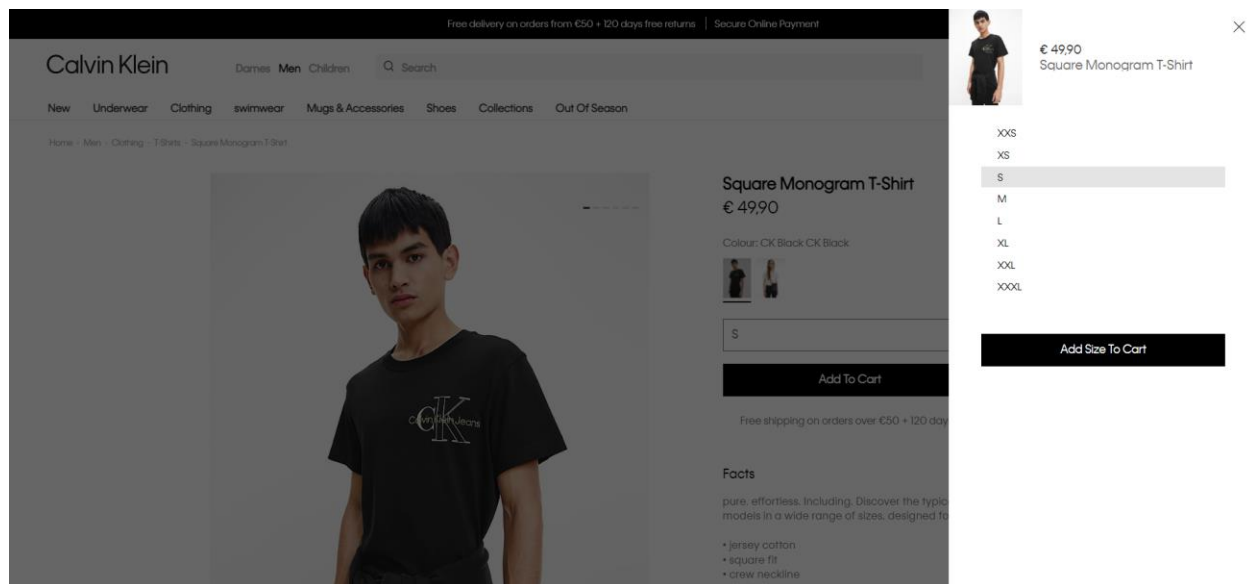 Free delivery on orders from €50 + 120 days free returns
Secure Online Payment
Calvin Klein
Dames Men Children
Search
New Underwear Clothing swimwear Mugs & Accessories Shoes Collections Out Of Season
Home - Men - Clothing - T-Shirts - Square Monogram T-Shirt
Square Monogram T-Shirt
€ 49,90
Colour: CK Black CK Black
S
Add To Cart
Free shipping on orders over €50 + 120 day
Facts
pure. effortless. Including. Discover the typic
models in a wide range of sizes, designed fo
• jersey cotton
• square fit
• crew neckline
CK
Calvin Klein Jeans
€ 49,90
Square Monogram T-Shirt
XXS
XS
S
M
L
XL
XXL
XXXL
Add Size To Cart